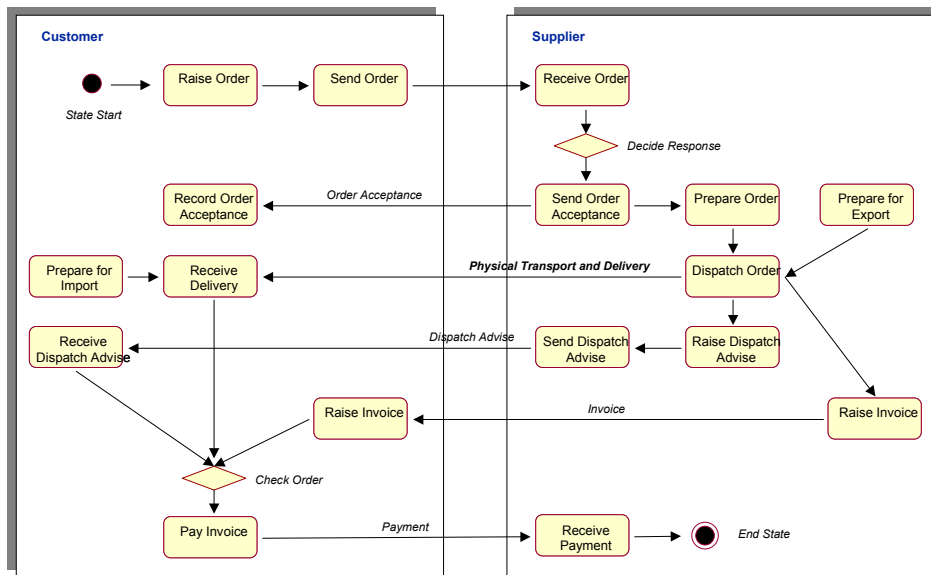 Customer
Supplier
Raise Order
Send Order
Receive Order
State Start
Decide Response
Record Order
Acceptance
Order Acceptance
Send Order
Acceptance
Prepare Order
Prepare for
Export
Prepare for
Import
Receive
Delivery
Physical Transport and Delivery
Dispatch Order
Receive
Dispatch Advise
Dispatch Advise
Send Dispatch
Advise
Raise Dispatch
Advise
Raise Invoice
Invoice
Raise Invoice
Check Order
Pay Invoice
Payment
Receive
Payment
End State